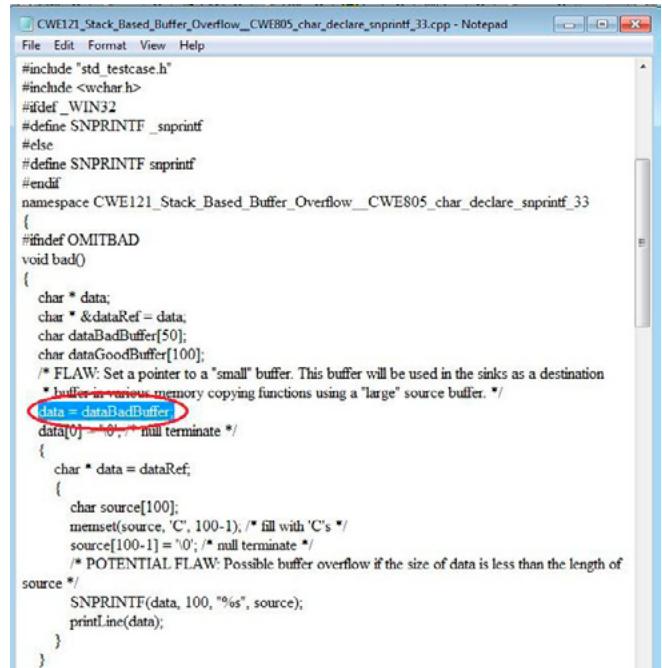 CWE121_Stack_Based_Buffer_Overflow__CWE805_char_declare_snprintf_33.cpp - Notepad
File Edit Format View Help
#include "std_testcase.h"
#include <wchar.h>
#ifdef _WIN32
#define SNPRINTF _snprintf
#else
#define SNPRINTF snprintf
#endif
namespace CWE121_Stack_Based_Buffer_Overflow__CWE805_char_declare_snprintf_33
{
#ifndef OMITBAD
void bad()
{
char * data;
char * &dataRef = data;
char dataBadBuffer[50];
char dataGoodBuffer[100];
/* FLAW: Set a pointer to a "small" buffer. This buffer will be used in the sinks as a destination
* buffer in various memory copying functions using a "large" source buffer. */
data = dataBadBuffer;
data[0] = '\0'; /* null terminate */
{
char * data = dataRef;
{
char source[100];
memset(source, 'C', 100-1); /* fill with 'C's */
source[100-1] = '\0'; /* null terminate */
/* POTENTIAL FLAW: Possible buffer overflow if the size of data is less than the length of
source */
SNPRINTF(data, 100, "%s", source);
printLine(data);
}
}